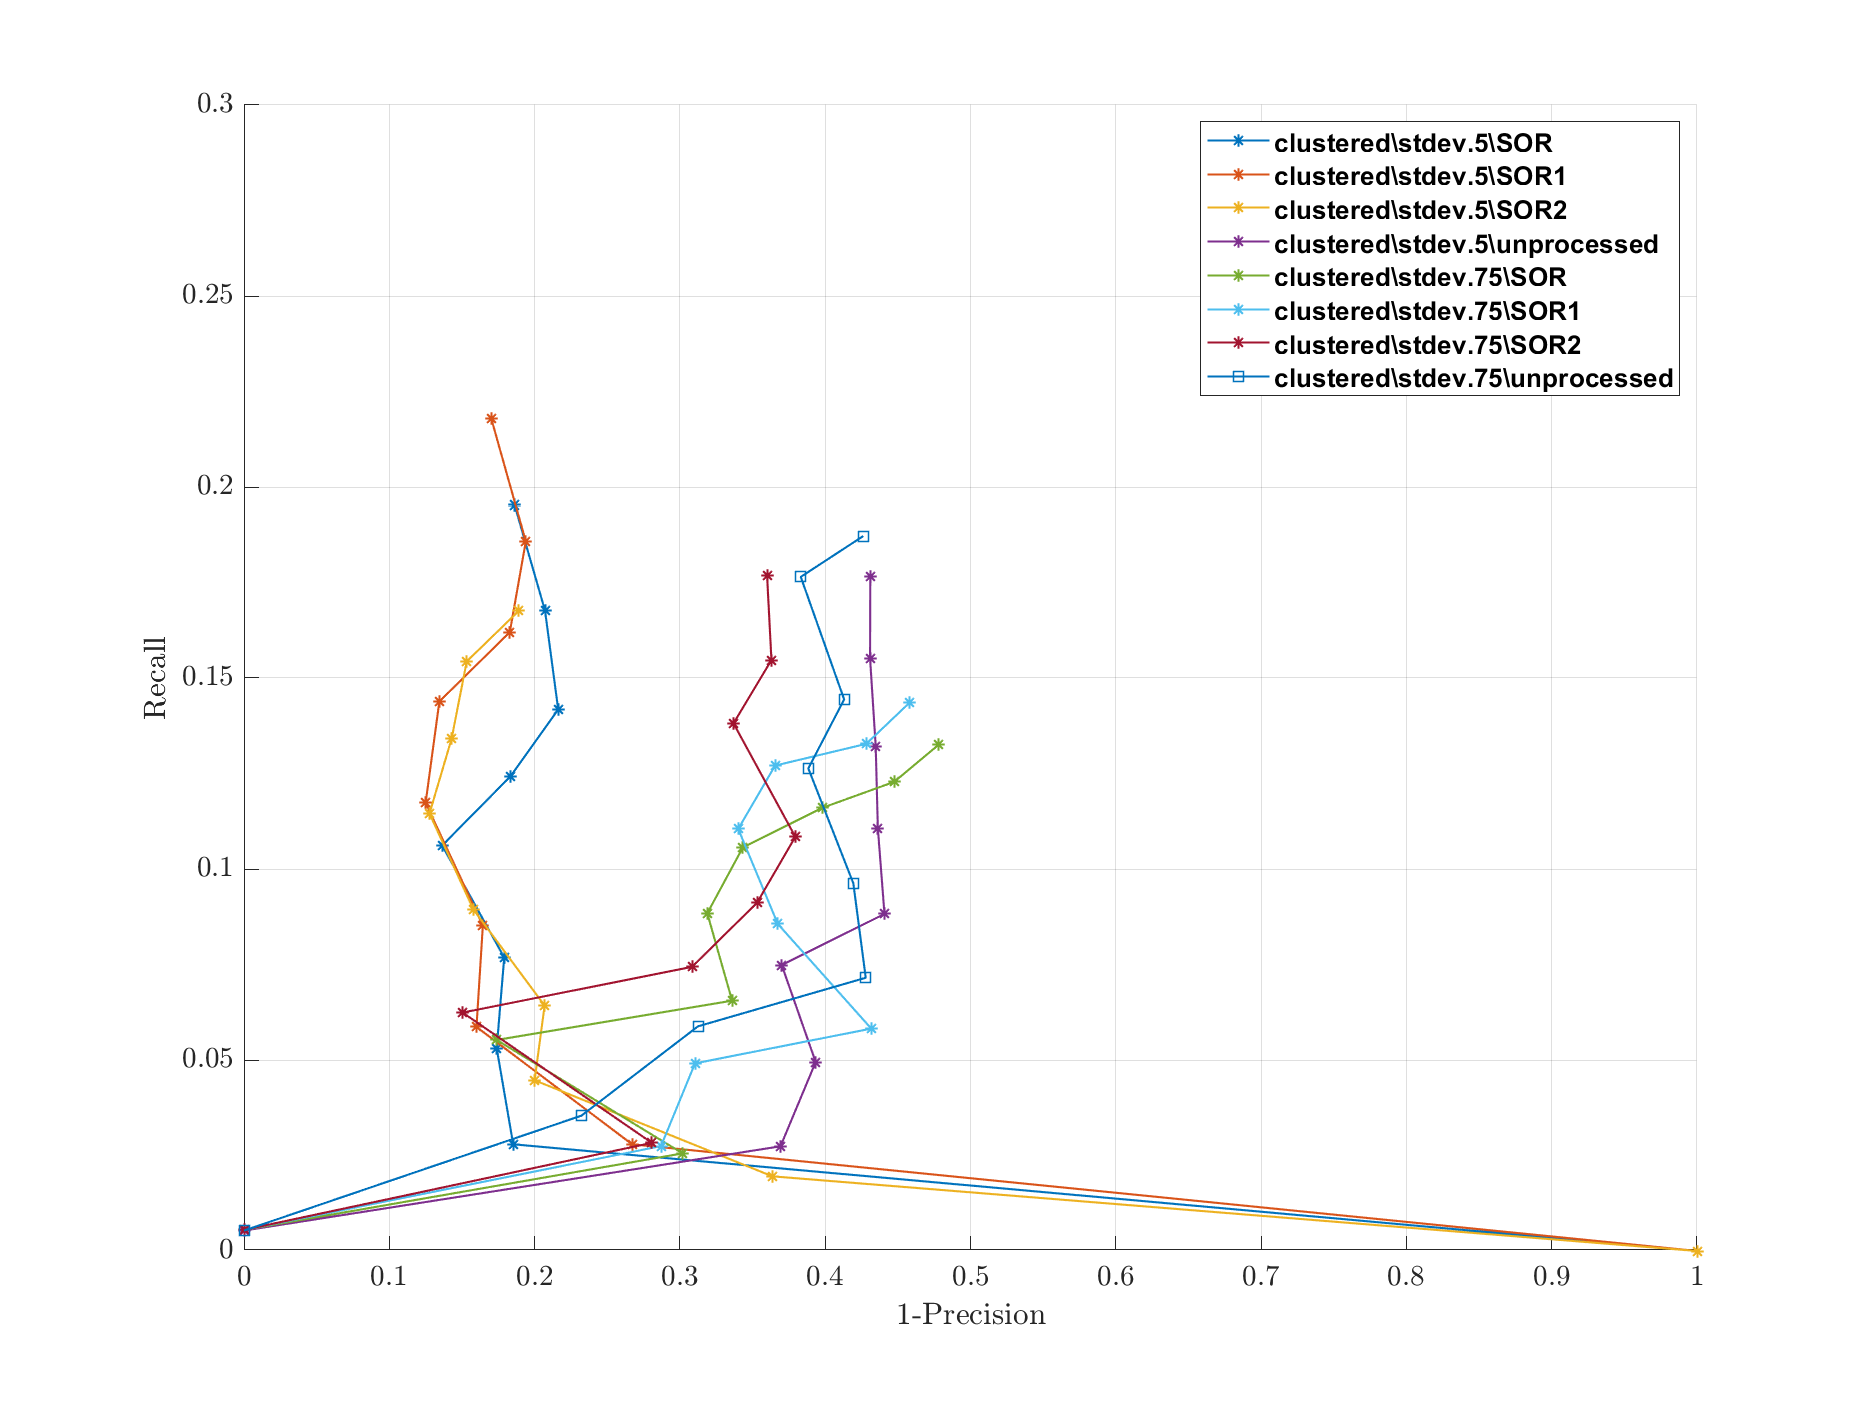 0.3
0.25
0.2
0.15
0.1
0.05
0
Recall
clustered\stdev.5\SOR
clustered\stdev.5\SOR1
clustered\stdev.5\SOR2
clustered\stdev.5\unprocessed
clustered\stdev.75\SOR
clustered\stdev.75\SOR1
clustered\stdev.75\SOR2
clustered\stdev.75\unprocessed
0 0.1 0.2 0.3 0.4 0.5 0.6 0.7 0.8 0.9 1
1-Precision